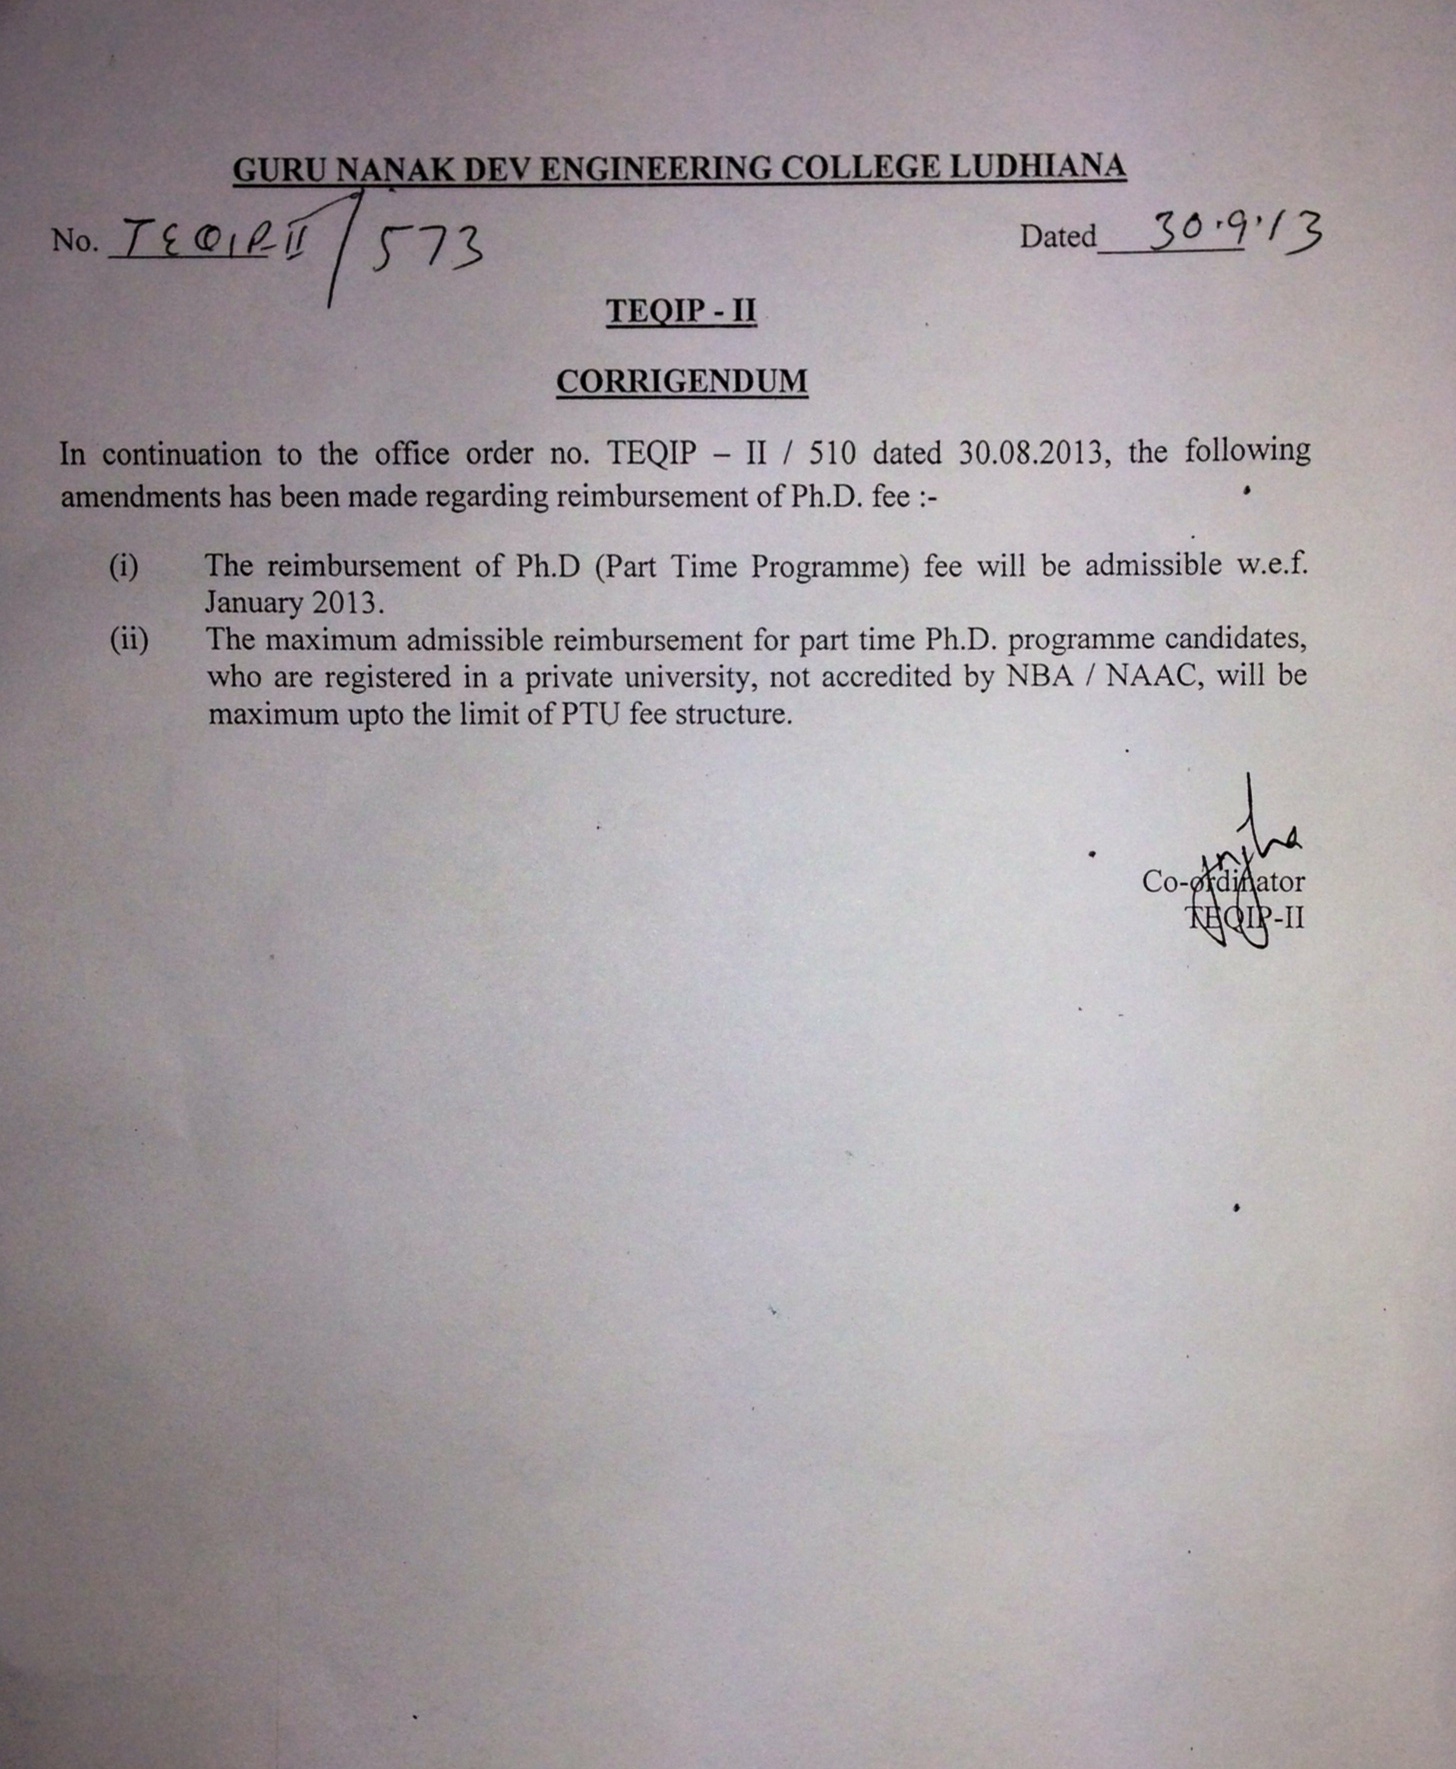 GURU NANAK DEV ENGINEERING COLLEGE LUDHIANA
No. TEQIP-II / 573 Dated 30.9.13
TEQIP - II
CORRIGENDUM
In continuation to the office order no. TEQIP – II / 510 dated 30.08.2013, the following
amendments has been made regarding reimbursement of Ph.D. fee :-
(i) The reimbursement of Ph.D (Part Time Programme) fee will be admissible w.e.f.
January 2013.
(ii) The maximum admissible reimbursement for part time Ph.D. programme candidates,
who are registered in a private university, not accredited by NBA / NAAC, will be
maximum upto the limit of PTU fee structure.
Co-ordinator
TEQIP-II